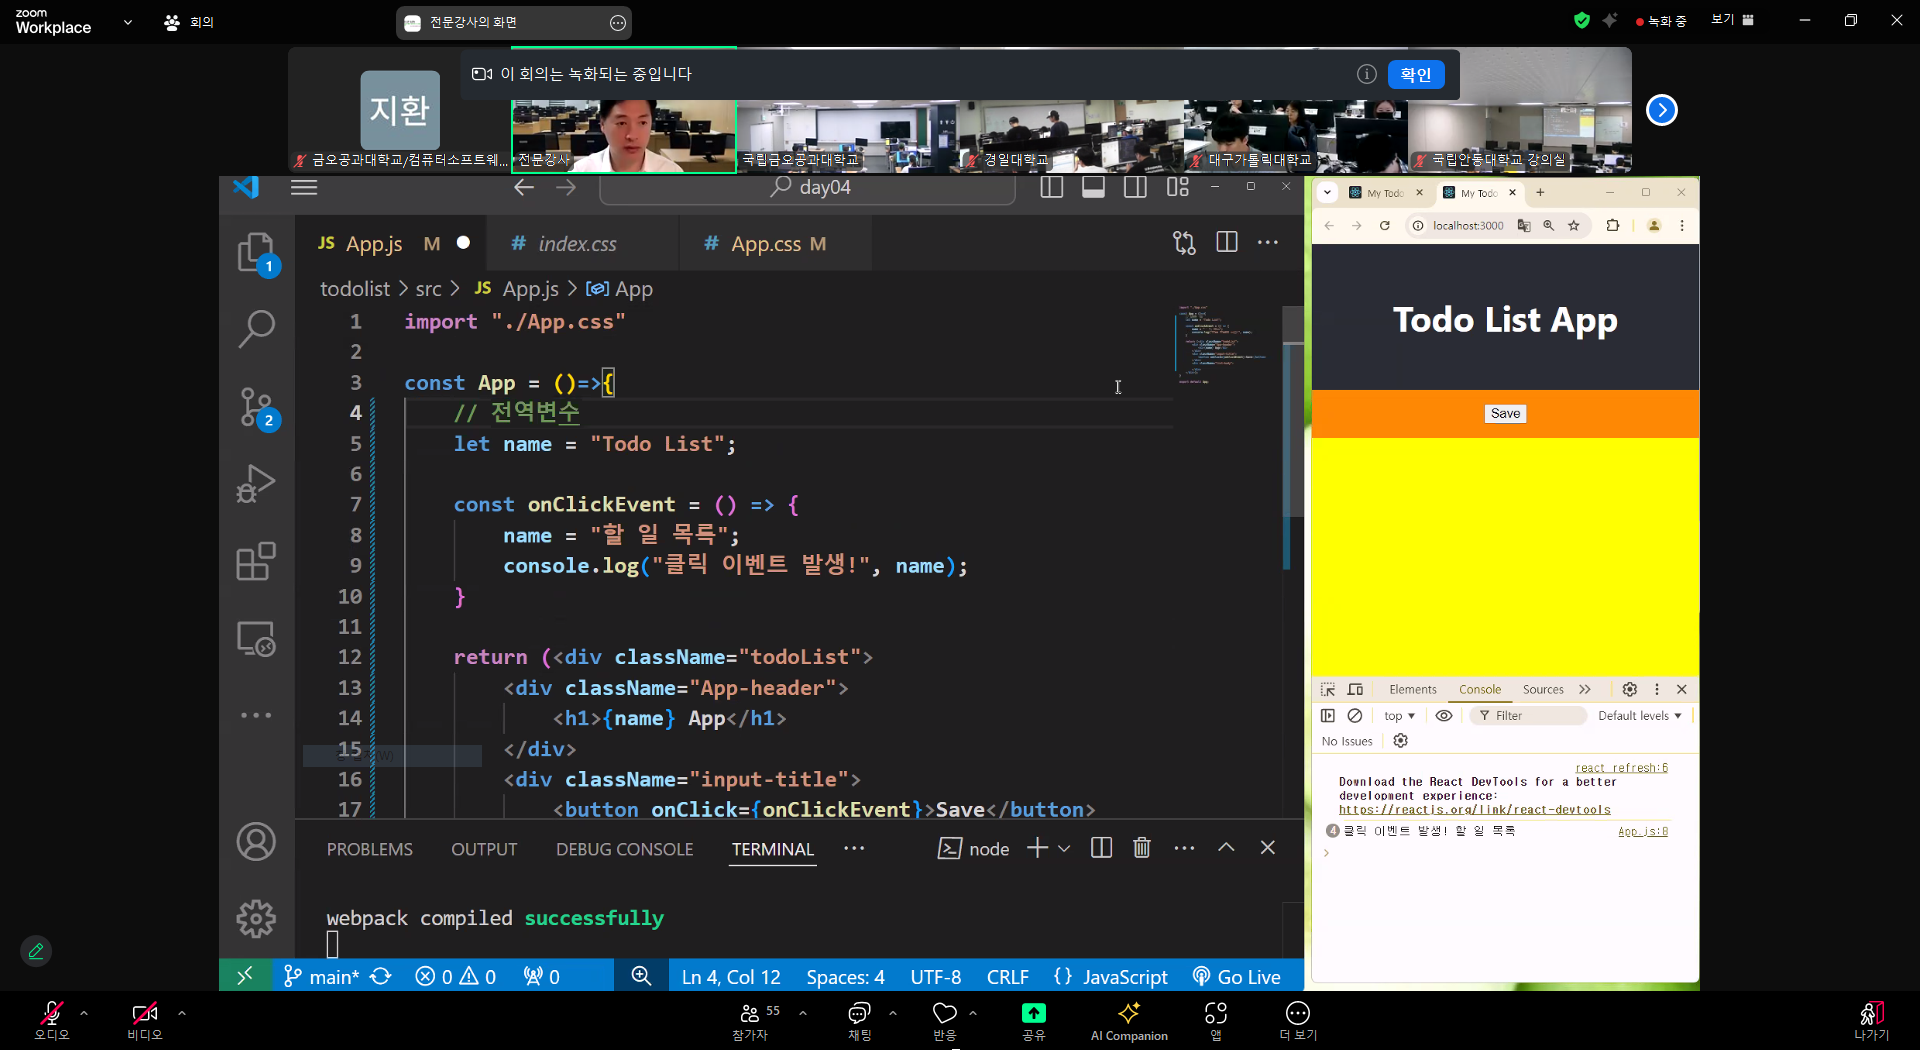 zoom
Workplace
회의
전문강사의 화면
녹화 중
보기
이 회의는 녹화되는 중입니다
확인
지환
금오공과대학교/컴퓨터소프트웨...
전문강사
국립금오공과대학교
경일대학교
대구가톨릭대학교
국립안동대학교 강의실
day04
JS App.js M
# index.css
# App.css M
todolist > src > JS App.js > App
1 import "./App.css"
2
3 const App = ()=>{
4 // 전역변수
5 let name = "Todo List";
6
7 const onClickEvent = () => {
8 name = "할 일 목록";
9 console.log("클릭 이벤트 발생!", name);
10 }
11
12 return (<div className="todoList">
13 <div className="App-header">
14 <h1>{name} App</h1>
15 </div>
16 <div className="input-title">
17 <button onClick={onClickEvent}>Save</button>
PROBLEMS OUTPUT DEBUG CONSOLE TERMINAL
node
webpack compiled successfully
main* 0 0 0
Ln 4, Col 12 Spaces: 4 UTF-8 CRLF {} JavaScript Go Live
1
2
My Todo
My Todo
localhost:3000
Todo List App
Save
Elements Console Sources
top Filter Default levels
No Issues
react refresh:6
Download the React DevTools for a better
development experience:
https://reactjs.org/link/react-devtools
4 클릭 이벤트 발생! 할 일 목록 App.js:8
오디오
비디오
55
참가자
채팅
반응
공유
AI Companion
앱
더 보기
나가기